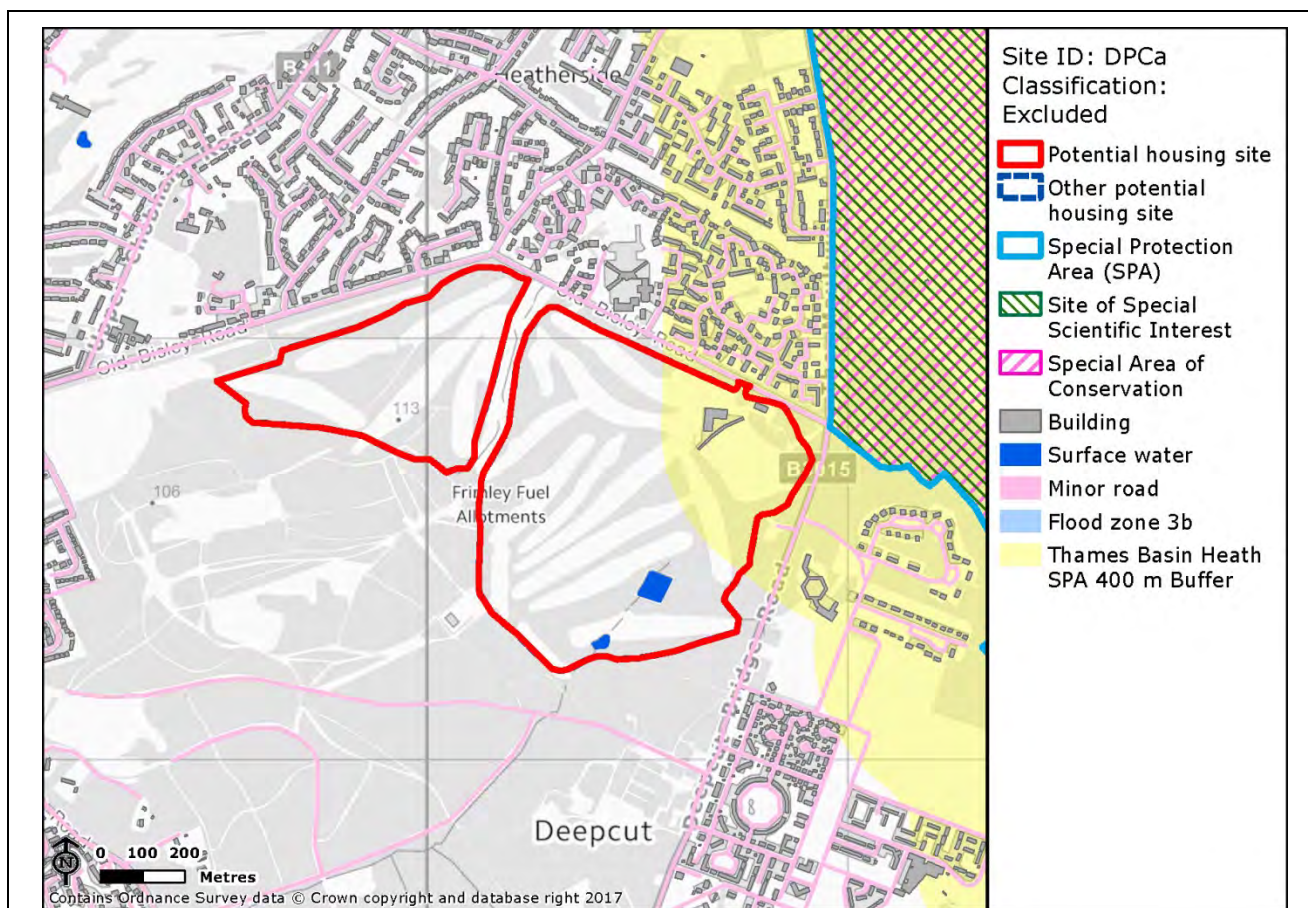 B311
Heatherside
Old Bisley Road
Old Bisley Road
113
106
B3015
Frimley Fuel
Allotments
Deepcut Bridge Road
Deepcut
N
0 100 200
Metres
Contains Ordnance Survey data © Crown copyright and database right 2017
Site ID: DPCa
Classification:
Excluded
Potential housing site
Other potential
housing site
Special Protection
Area (SPA)
Site of Special
Scientific Interest
Special Area of
Conservation
Building
Surface water
Minor road
Flood zone 3b
Thames Basin Heath
SPA 400 m Buffer